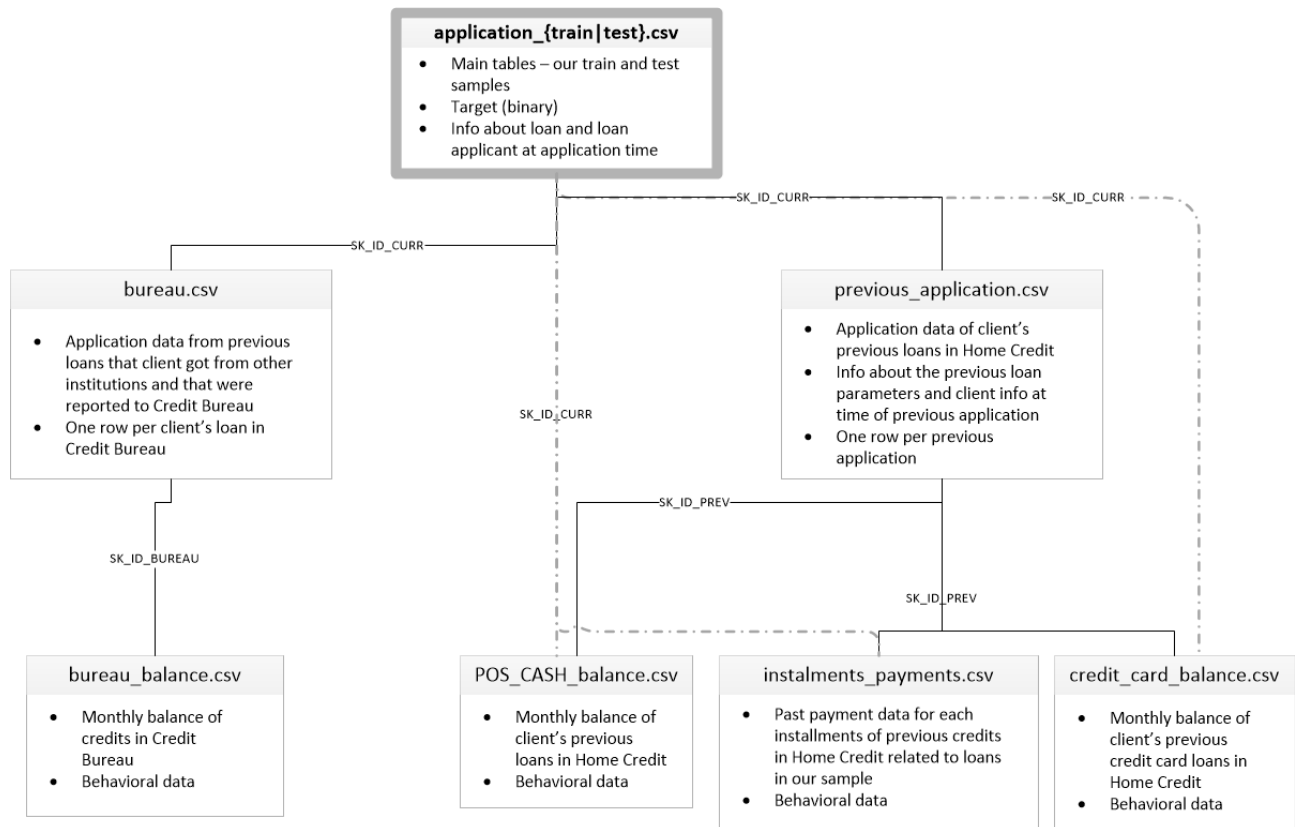 application_{train|test}.csv
• Main tables – our train and test
samples
• Target (binary)
• Info about loan and loan
applicant at application time
SK_ID_CURR
SK_ID_CURR
SK_ID_CURR
bureau.csv
• Application data from previous
loans that client got from other
institutions and that were
reported to Credit Bureau
• One row per client's loan in
Credit Bureau
previous_application.csv
• Application data of client's
previous loans in Home Credit
• Info about the previous loan
parameters and client info at
time of previous application
• One row per previous
application
SK_ID_CURR
SK_ID_PREV
SK_ID_BUREAU
SK_ID_PREV
bureau_balance.csv
• Monthly balance of
credits in Credit
Bureau
• Behavioral data
POS_CASH_balance.csv
• Monthly balance of
client's previous
loans in Home Credit
• Behavioral data
instalments_payments.csv
• Past payment data for each
installments of previous credits
in Home Credit related to loans
in our sample
• Behavioral data
credit_card_balance.csv
• Monthly balance of
client's previous
credit card loans in
Home Credit
• Behavioral data